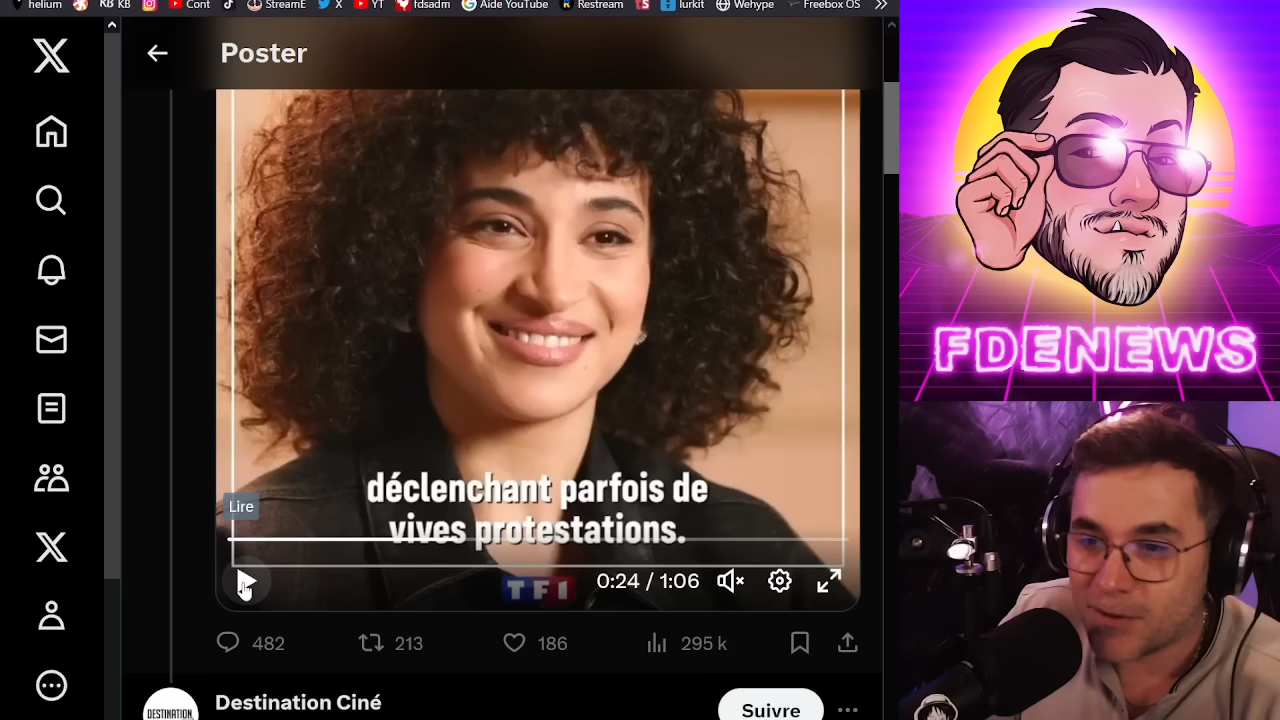 helium
KB KB
Cont
StreamE
X
YT
fdsadm
Aide YouTube
Restream
lurkit
Wehype
Freebox OS
Poster
déclenchant parfois de
vives protestations.
Lire
TF1
0:24 / 1:06
482
213
186
295 k
DESTINATION
Destination Ciné
Suivre
FDENEWS